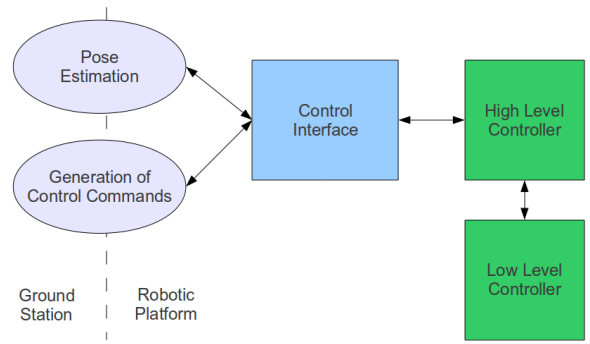 Pose
Estimation
Control
Interface
High Level
Controller
Generation of
Control Commands
Low Level
Controller
Ground
Station
Robotic
Platform